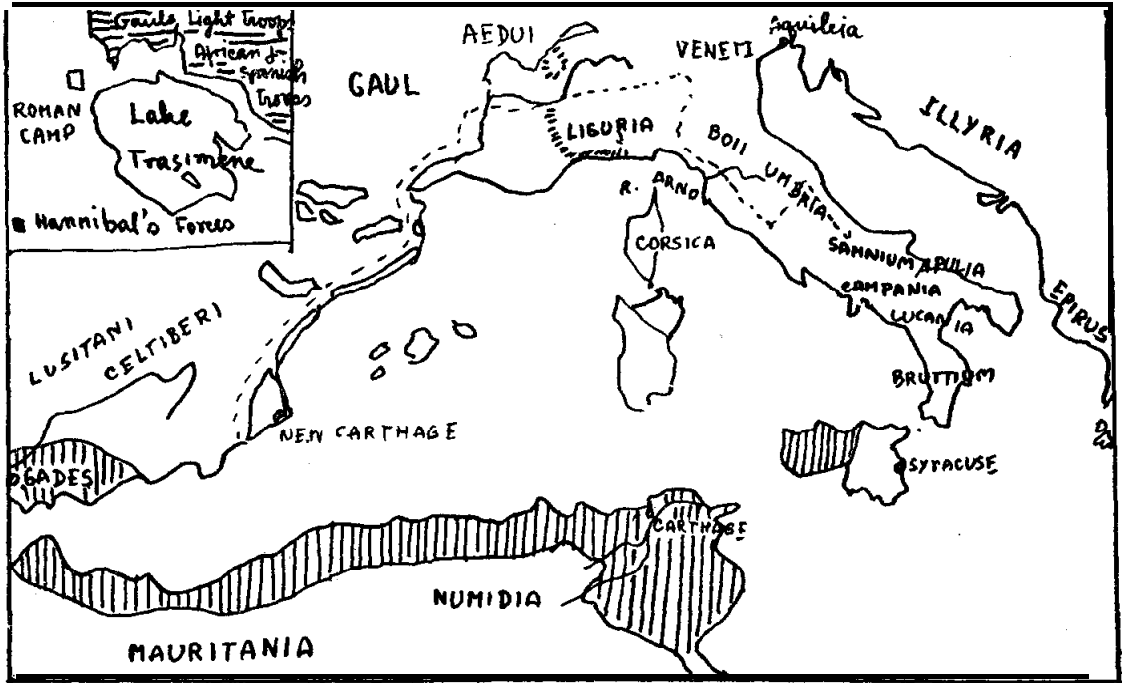 Gauls Light Troops
African &
Spanish
Troops
ROMAN
CAMP
Lake
Trasimene
Hannibal's Forces
AEDUI
GAUL
VENETI
Aquileia
ILLYRIA
LIGURIA
BOII
UMBRIA
R. ARNO
CORSICA
SAMNIUM APULIA
CAMPANIA
LUCANIA
EPIRUS
BRUTTIUM
LUSITANI
CELTIBERI
NEW CARTHAGE
GADES
SYRACUSE
CARTHAGE
NUMIDIA
MAURITANIA